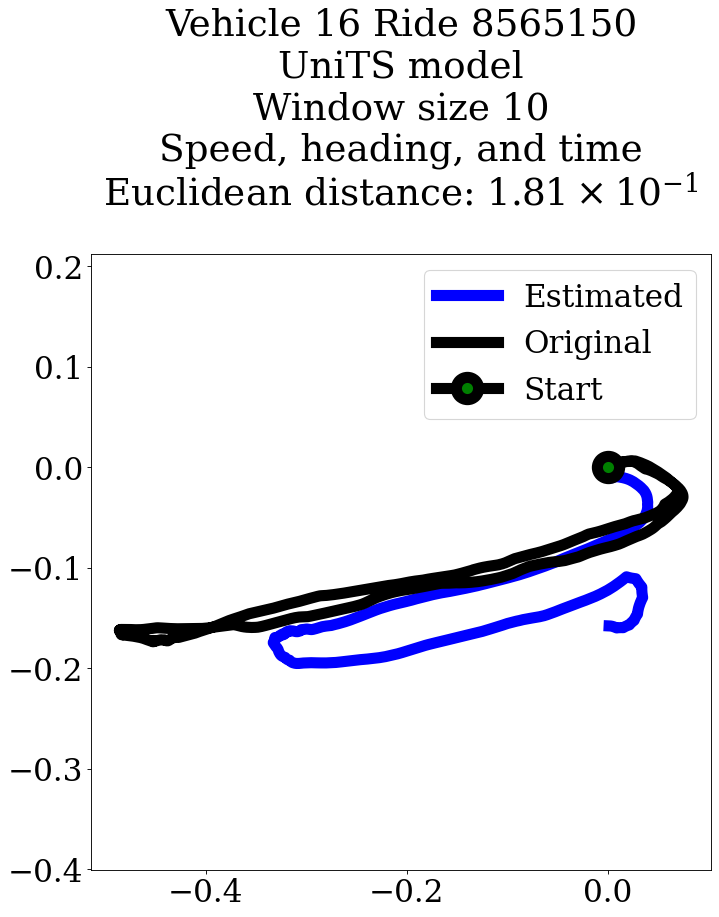 Vehicle 16 Ride 8565150
UniTS model
Window size 10
Speed, heading, and time
Euclidean distance: 1.81 × 10⁻¹
Estimated
Original
Start
0.2
0.1
0.0
−0.1
−0.2
−0.3
−0.4
−0.4 −0.2 0.0